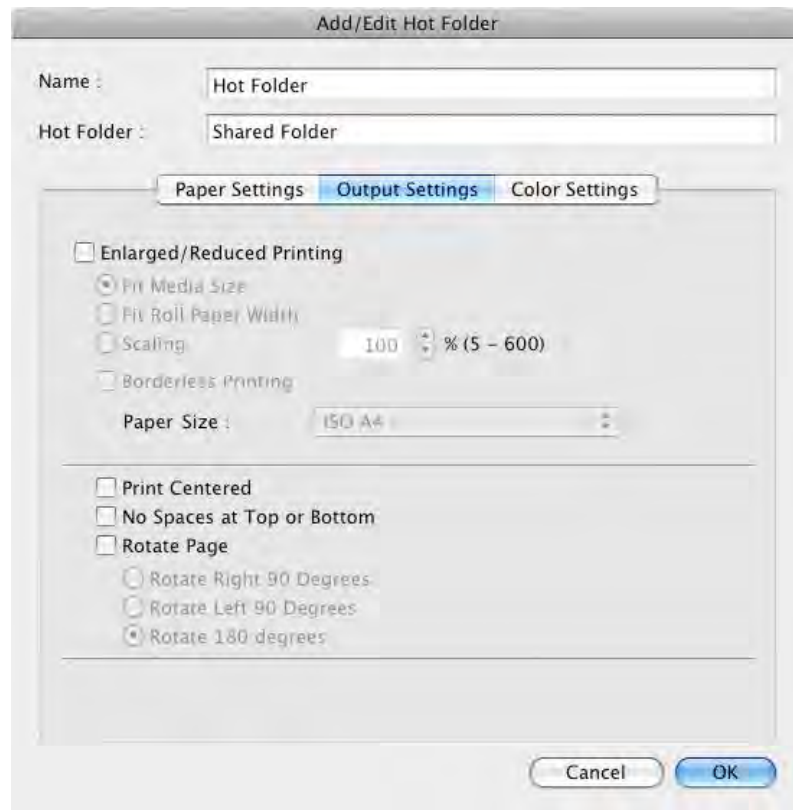 Add/Edit Hot Folder
Name : Hot Folder
Hot Folder : Shared Folder
Paper Settings Output Settings Color Settings
Enlarged/Reduced Printing
Fit Media Size
Fit Roll Paper Width
Scaling 100 % (5 – 600)
Borderless Printing
Paper Size : ISO A4
Print Centered
No Spaces at Top or Bottom
Rotate Page
Rotate Right 90 Degrees
Rotate Left 90 Degrees
Rotate 180 degrees
Cancel OK